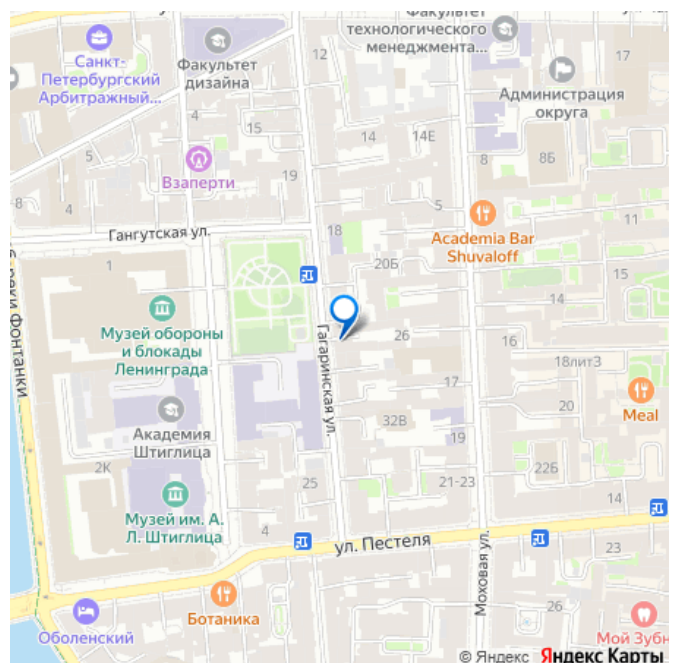 Факультет
технологического
менеджмента...
12
17
Санкт-
Петербургский
Арбитражный...
Факультет
дизайна
Администрация
округа
4
15
14
14Е
5
8
8Б
Взаперти
19
8
4
5
11
18
Гангутская ул.
Academia Bar
Shuvaloff
1
20Б
15
14
Музей обороны
и блокады
Ленинграда
Гагаринская ул.
26
16
18лит3
17
Meal
20
Академия
Штиглица
32В
19
2К
25
21-23
22Б
14
Музей им. А.
Л. Штиглица
4
ул. Пестеля
Моховая ул.
23
Ботаника
26
Оболенский
Мой Зубн
© Яндекс Яндекс Карты